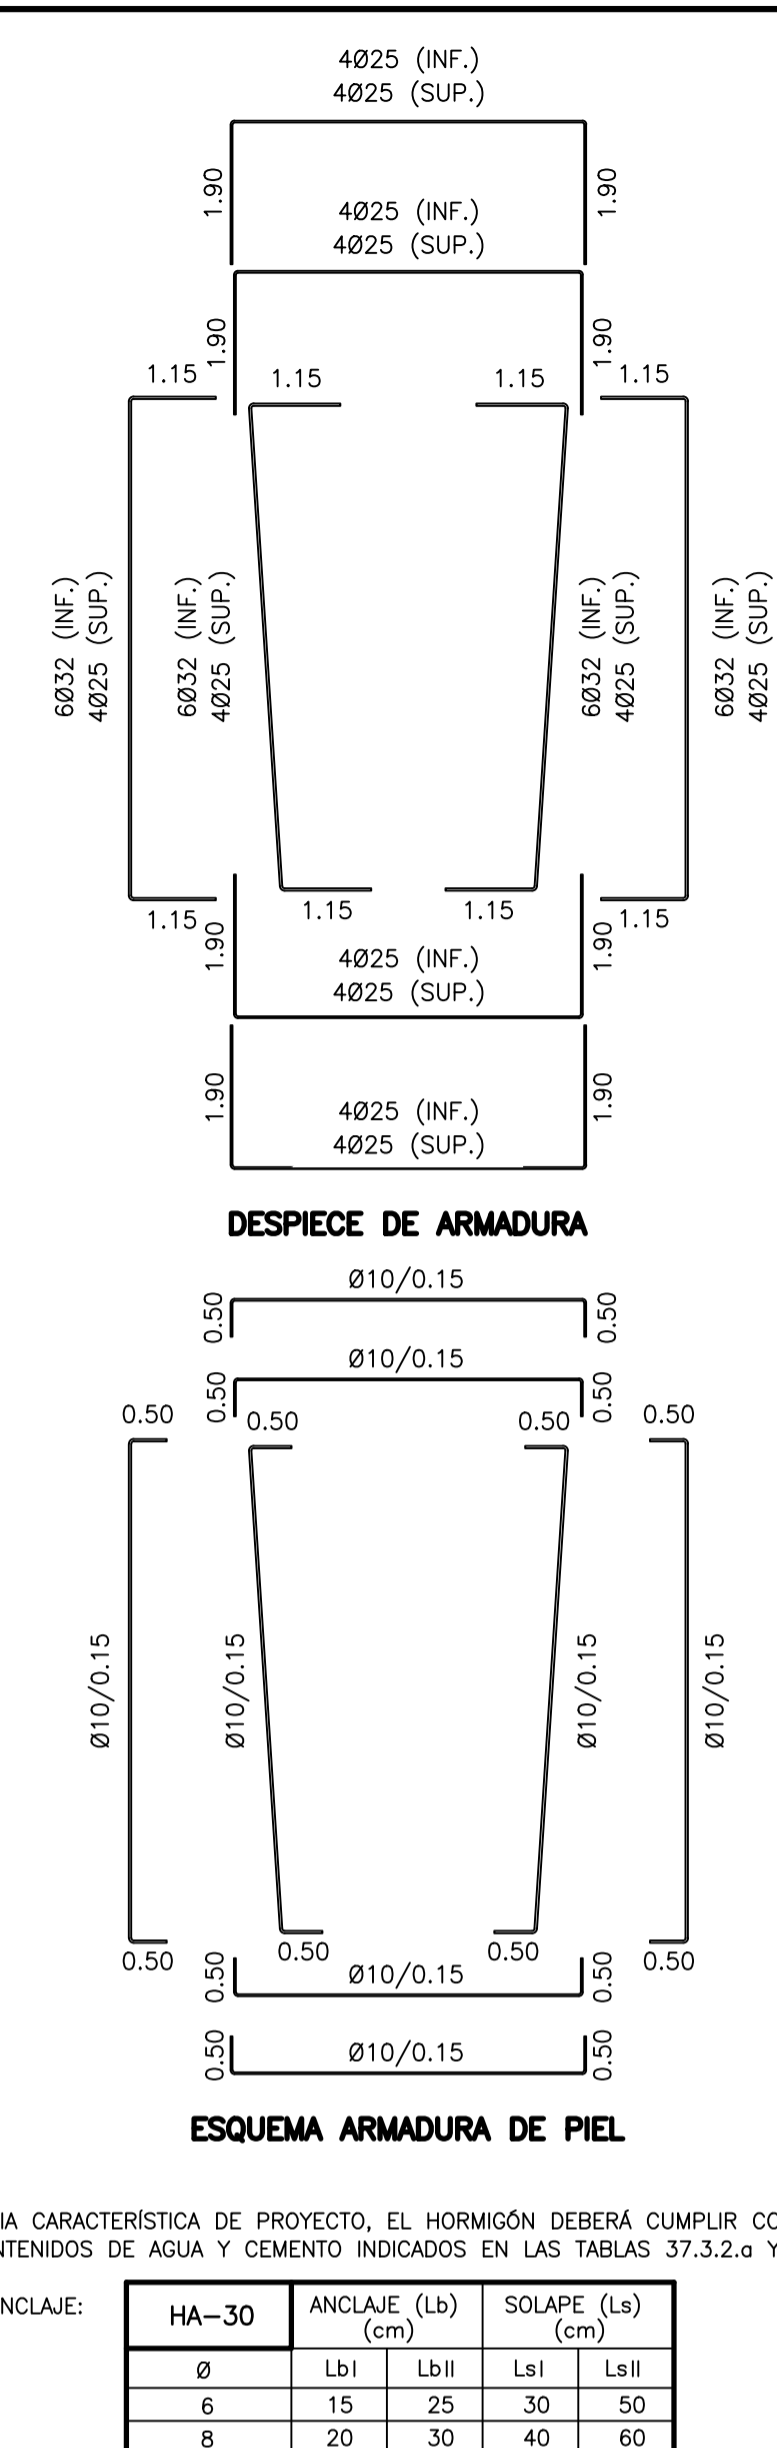 4Ø25 (INF.)
4Ø25 (SUP.)
1.90
1.90
4Ø25 (INF.)
4Ø25 (SUP.)
1.90
1.90
1.15
1.15
1.15
1.15
6Ø32 (INF.)
4Ø25 (SUP.)
6Ø32 (INF.)
4Ø25 (SUP.)
6Ø32 (INF.)
4Ø25 (SUP.)
6Ø32 (INF.)
4Ø25 (SUP.)
1.15
1.15
1.15
1.15
1.90
1.90
4Ø25 (INF.)
4Ø25 (SUP.)
1.90
1.90
4Ø25 (INF.)
4Ø25 (SUP.)
DESPIECE DE ARMADURA
Ø10/0.15
0.50
0.50
Ø10/0.15
0.50
0.50
0.50
0.50
0.50
0.50
Ø10/0.15
Ø10/0.15
Ø10/0.15
Ø10/0.15
0.50
0.50
0.50
0.50
0.50
0.50
Ø10/0.15
0.50
0.50
Ø10/0.15
ESQUEMA ARMADURA DE PIEL
IA CARACTERÍSTICA DE PROYECTO, EL HORMIGÓN DEBERÁ CUMPLIR CO
NTENIDOS DE AGUA Y CEMENTO INDICADOS EN LAS TABLAS 37.3.2.a Y
NCLAJE:
HA-30 ANCLAJE (Lb) (cm) SOLAPE (Ls) (cm)
Ø LbI LbII LsI LsII
6 15 25 30 50
8 20 30 40 60